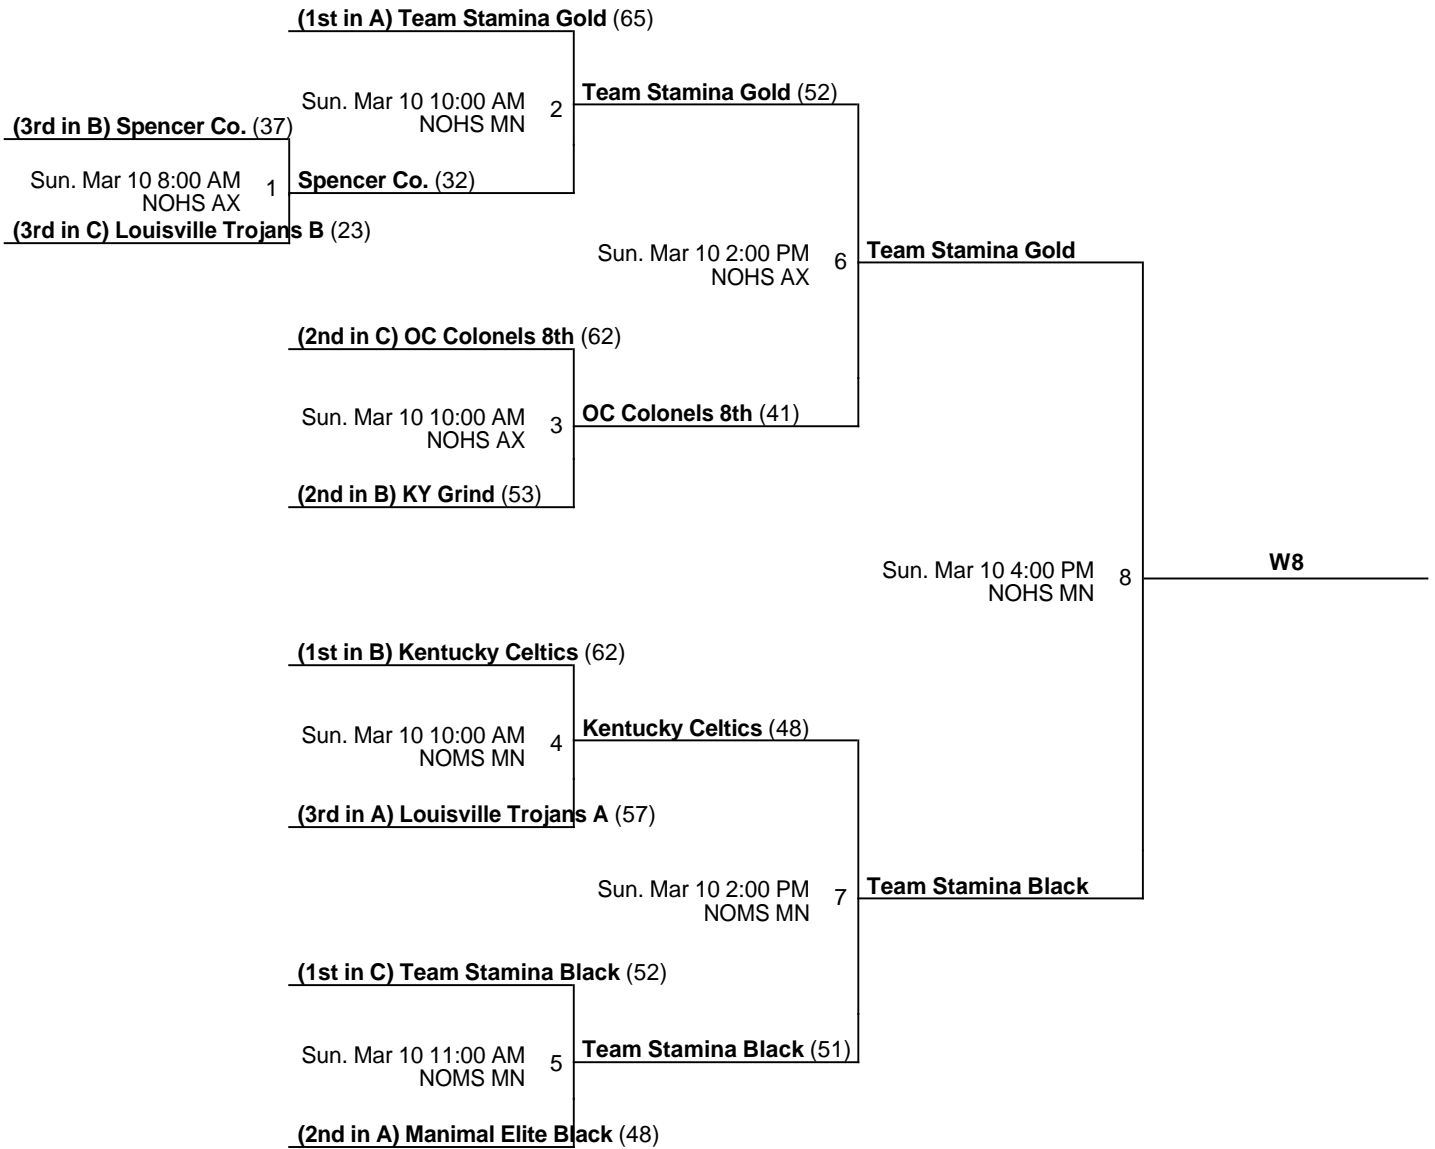 (1st in A) Team Stamina Gold (65)
Sun. Mar 10 10:00 AM 2
NOHS MN
Team Stamina Gold (52)
(3rd in B) Spencer Co. (37)
Sun. Mar 10 8:00 AM 1
NOHS AX
Spencer Co. (32)
(3rd in C) Louisville Trojans B (23)
Sun. Mar 10 2:00 PM 6
NOHS AX
Team Stamina Gold
(2nd in C) OC Colonels 8th (62)
Sun. Mar 10 10:00 AM 3
NOHS AX
OC Colonels 8th (41)
(2nd in B) KY Grind (53)
Sun. Mar 10 4:00 PM 8
NOHS MN
W8
(1st in B) Kentucky Celtics (62)
Sun. Mar 10 10:00 AM 4
NOMS MN
Kentucky Celtics (48)
(3rd in A) Louisville Trojans A (57)
Sun. Mar 10 2:00 PM 7
NOMS MN
Team Stamina Black
(1st in C) Team Stamina Black (52)
Sun. Mar 10 11:00 AM 5
NOMS MN
Team Stamina Black (51)
(2nd in A) Manimal Elite Black (48)